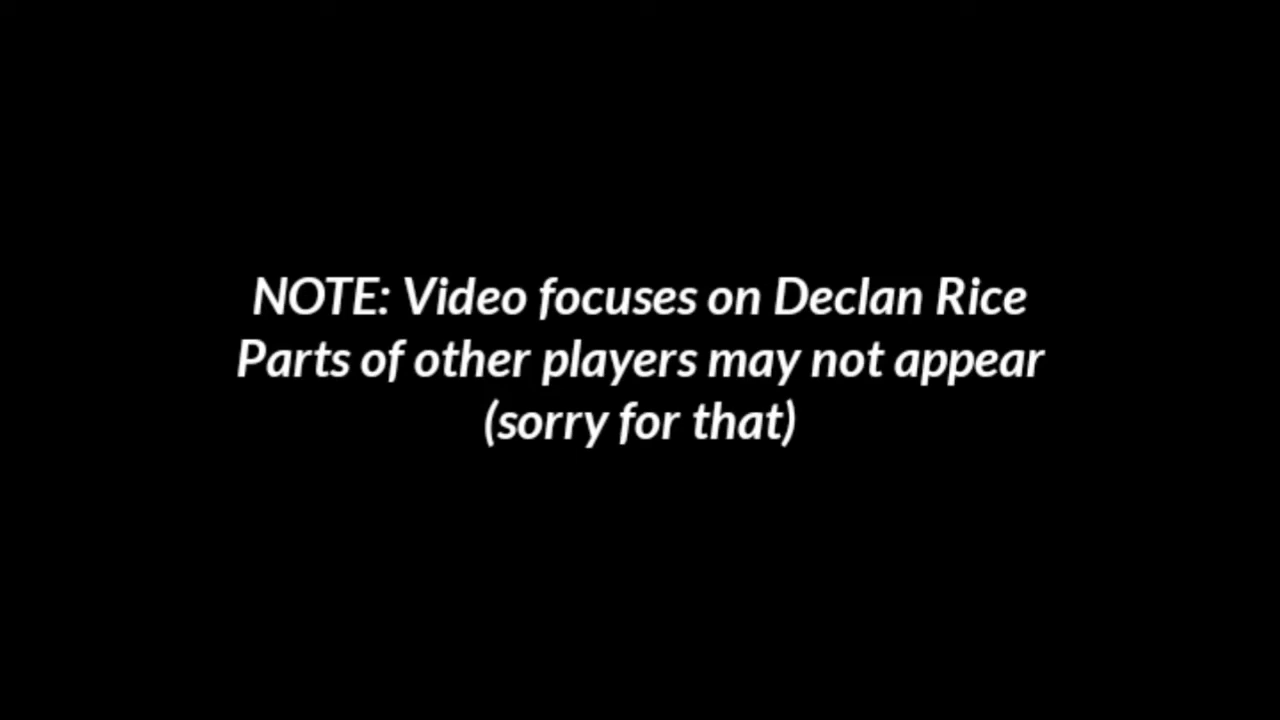 NOTE: Video focuses on Declan Rice
Parts of other players may not appear
(sorry for that)